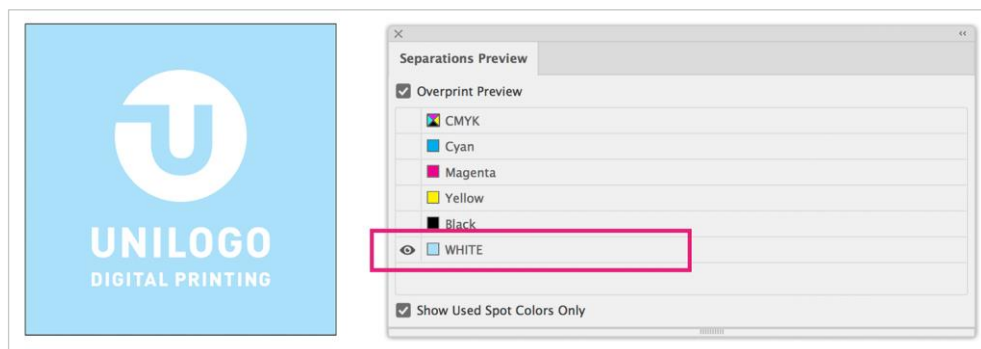 UNILOGO
DIGITAL PRINTING
Separations Preview
Overprint Preview
CMYK
Cyan
Magenta
Yellow
Black
WHITE
Show Used Spot Colors Only